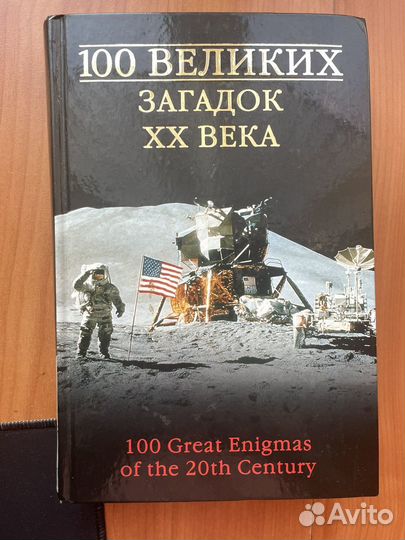 100 ВЕЛИКИХ
ЗАГАДОК
XX ВЕКА
100 Great Enigmas
of the 20th Century
Avito